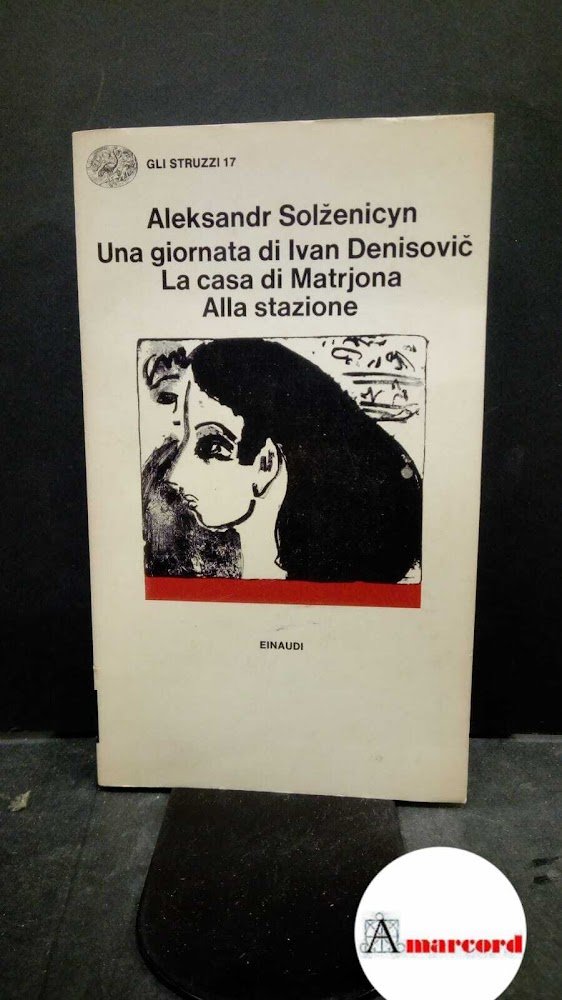 GLI STRUZZI 17
Aleksandr Solženicyn
Una giornata di Ivan Denisovič
La casa di Matrjona
Alla stazione
EINAUDI
Amarcord